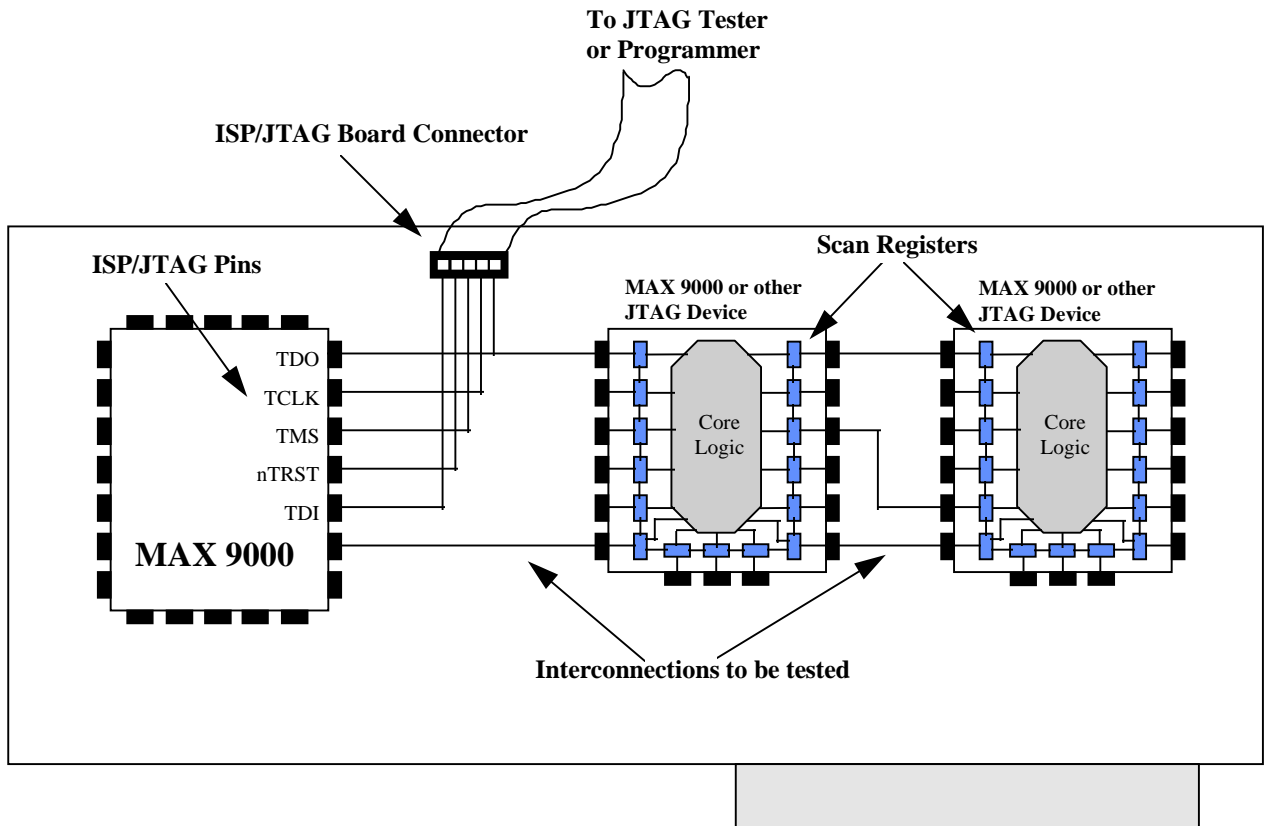 To JTAG Tester
or Programmer
ISP/JTAG Board Connector
Scan Registers
ISP/JTAG Pins
MAX 9000 or other
JTAG Device
MAX 9000 or other
JTAG Device
TDO
TCLK
TMS
nTRST
TDI
MAX 9000
Core
Logic
Core
Logic
Interconnections to be tested